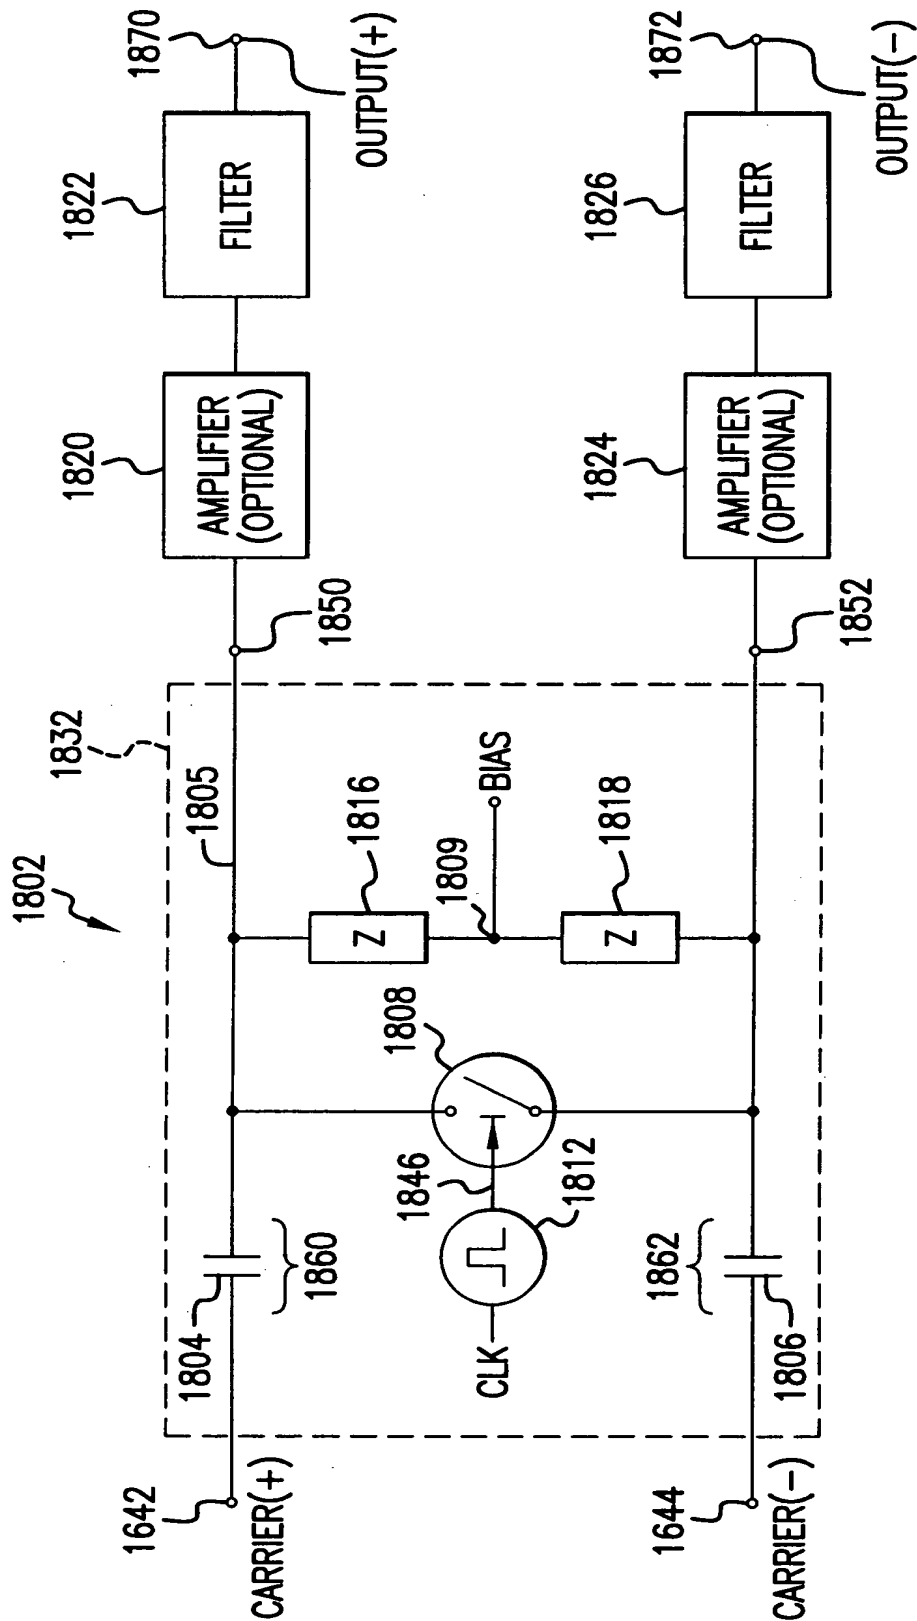 1802
1832
1642
CARRIER(+)
1804
1860
1805
1850
1820
AMPLIFIER
(OPTIONAL)
1822
FILTER
1870
OUTPUT(+)
CLK
1846
1812
1808
1816
Z
1809
BIAS
Z
1818
1644
CARRIER(−)
1862
1806
1852
1824
AMPLIFIER
(OPTIONAL)
1826
FILTER
1872
OUTPUT(−)